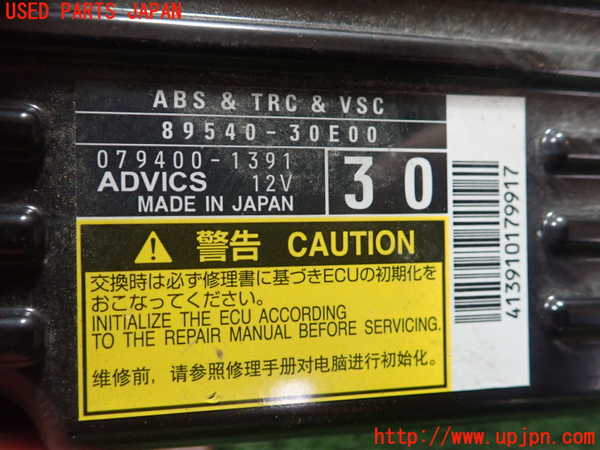 USED PARTS JAPAN
ABS & TRC & VSC
89540-30E00
079400-1391
ADVICS 12V
MADE IN JAPAN
30
413910179917
警告 CAUTION
交換時は必ず修理書に基づきECUの初期化を
おこなってください。
INITIALIZE THE ECU ACCORDING
TO THE REPAIR MANUAL BEFORE SERVICING.
维修前，请参照修理手册对电脑进行初始化。
http://www.upjpn.com